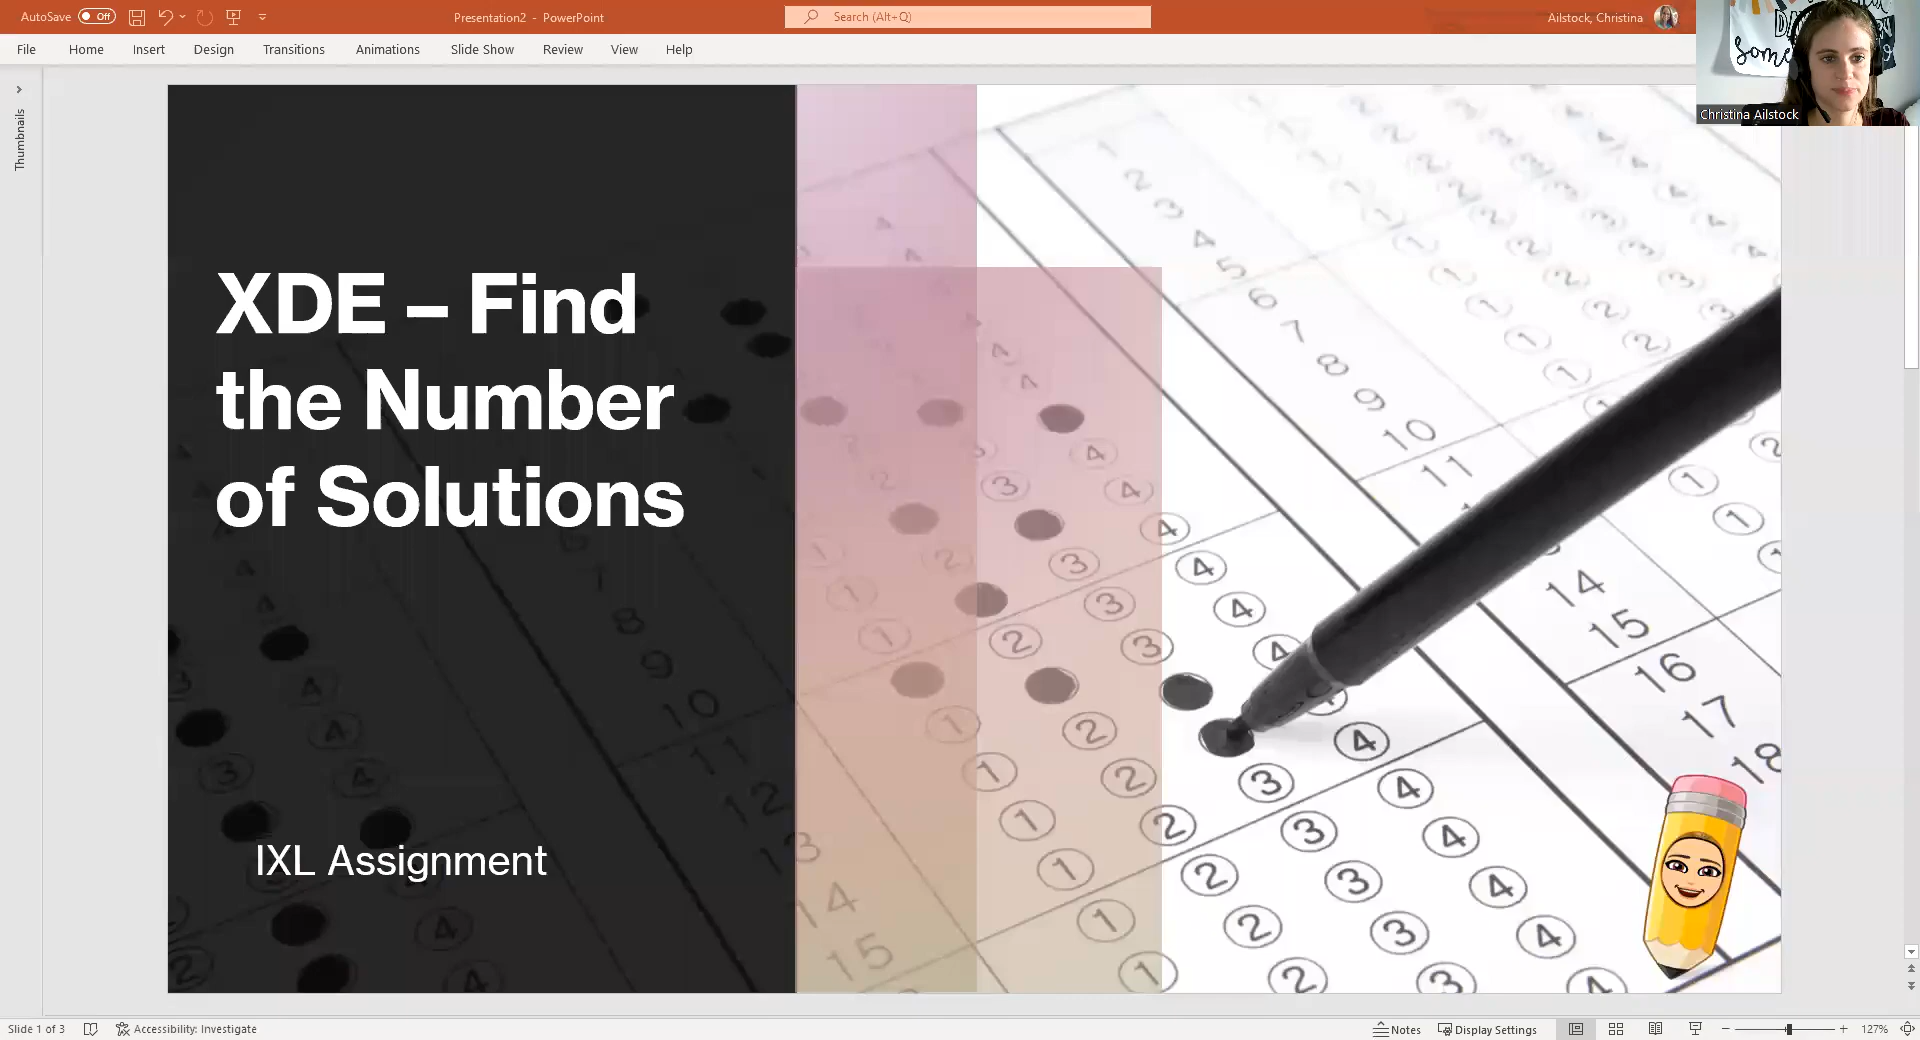 AutoSave Off
Presentation2 - PowerPoint
Search (Alt+Q)
Ailstock, Christina
File Home Insert Design Transitions Animations Slide Show Review View Help
Christina Ailstock
Thumbnails
XDE – Find
the Number
of Solutions
IXL Assignment
Slide 1 of 3
Accessibility: Investigate
Notes
Display Settings
127%